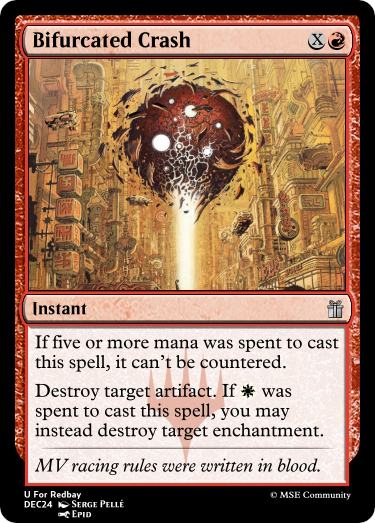 Bifurcated Crash X
Instant
If five or more mana was spent to cast
this spell, it can't be countered.
Destroy target artifact. If was
spent to cast this spell, you may
instead destroy target enchantment.
MV racing rules were written in blood.
U For Redbay
DEC24 Serge Pellé © MSE Community
Epid